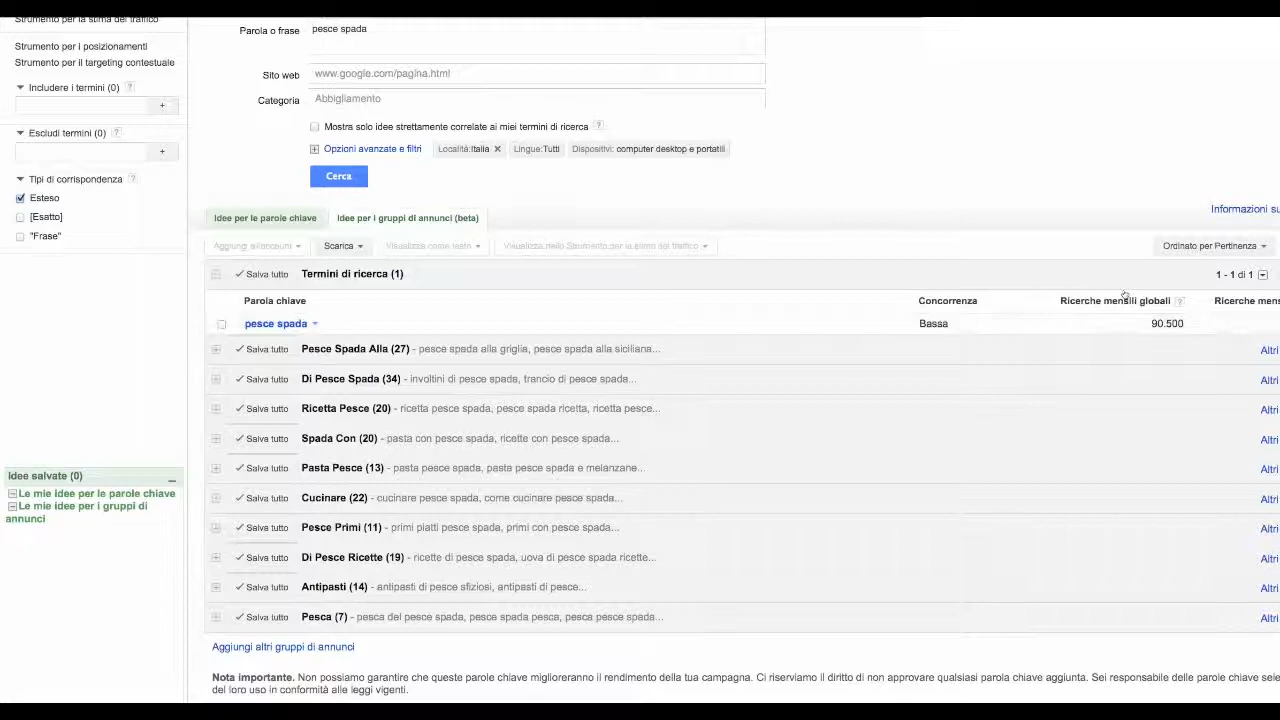 Strumento per la stima del traffico
Strumento per i posizionamenti
Strumento per il targeting contestuale
Includere i termini (0) ?
+
Escludi termini (0) ?
+
Tipi di corrispondenza ?
Esteso
[Esatto]
"Frase"
Idee salvate (0)
Le mie idee per le parole chiave
Le mie idee per i gruppi di
annunci
Parola o frase pesce spada
Sito web www.google.com/pagina.html
Categoria Abbigliamento
Mostra solo idee strettamente correlate ai miei termini di ricerca ?
Opzioni avanzate e filtri Località:Italia × Lingue:Tutti Dispositivi: computer desktop e portatili
Cerca
Informazioni su
Idee per le parole chiave Idee per i gruppi di annunci (beta)
Aggiungi all'account Scarica Visualizza come testo Visualizza nello Strumento per la stima del traffico Ordinato per Pertinenza
Salva tutto Termini di ricerca (1) 1 - 1 di 1
Parola chiave Concorrenza Ricerche mensili globali ? Ricerche mens
pesce spada Bassa 90.500
Salva tutto Pesce Spada Alla (27) - pesce spada alla griglia, pesce spada alla siciliana... Altri
Salva tutto Di Pesce Spada (34) - involtini di pesce spada, trancio di pesce spada... Altri
Salva tutto Ricetta Pesce (20) - ricetta pesce spada, pesce spada ricetta, ricetta pesce... Altri
Salva tutto Spada Con (20) - pasta con pesce spada, ricette con pesce spada... Altri
Salva tutto Pasta Pesce (13) - pasta pesce spada, pasta pesce spada e melanzane... Altri
Salva tutto Cucinare (22) - cucinare pesce spada, come cucinare pesce spada... Altri
Salva tutto Pesce Primi (11) - primi piatti pesce spada, primi con pesce spada... Altri
Salva tutto Di Pesce Ricette (19) - ricette di pesce spada, uova di pesce spada ricette... Altri
Salva tutto Antipasti (14) - antipasti di pesce sfiziosi, antipasti di pesce... Altri
Salva tutto Pesca (7) - pesca del pesce spada, pesce spada pesca, pesca pesce spada... Altri
Aggiungi altri gruppi di annunci
Nota importante. Non possiamo garantire che queste parole chiave miglioreranno il rendimento della tua campagna. Ci riserviamo il diritto di non approvare qualsiasi parola chiave aggiunta. Sei responsabile delle parole chiave sele
del loro uso in conformità alle leggi vigenti.